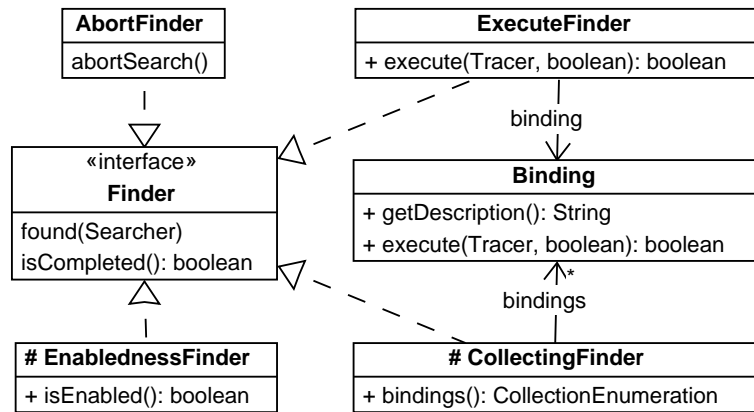 AbortFinder
abortSearch()
ExecuteFinder
+ execute(Tracer, boolean): boolean
binding
«interface»
Finder
found(Searcher)
isCompleted(): boolean
Binding
+ getDescription(): String
+ execute(Tracer, boolean): boolean
*
bindings
# EnablednessFinder
+ isEnabled(): boolean
# CollectingFinder
+ bindings(): CollectionEnumeration